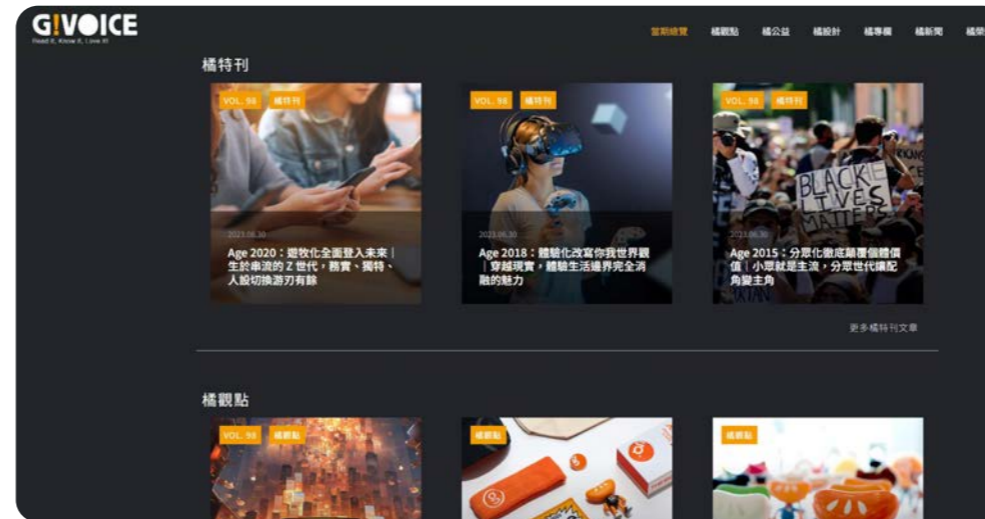 G!VOICE
Read it, Know it, Love it!
當期總覽 橘觀點 橘公益 橘設計 橘專欄 橘新聞
橘特刊
VOL. 98 橘特刊
VOL. 98 橘特刊
VOL. 98 橘特刊
BLACK
LIVES
MATTER
2023.06.30
Age 2020：遊牧化全面登入未來｜
生於串流的 Z 世代，務實、獨特、
人設切換游刃有餘
2023.06.30
Age 2018：體驗化改寫你我世界觀
｜穿越現實，體驗生活邊界完全消
融的魅力
2023.06.30
Age 2015：分眾化徹底顛覆個體價
值｜小眾就是主流，分眾世代讓配
角變主角
更多橘特刊文章
橘觀點
VOL. 98 橘觀點
橘觀點
橘觀點